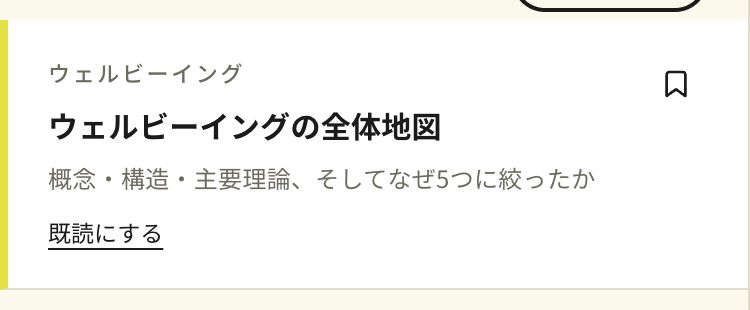 ウェルビーイング
ウェルビーイングの全体地図
概念・構造・主要理論、そしてなぜ5つに絞ったか
既読にする